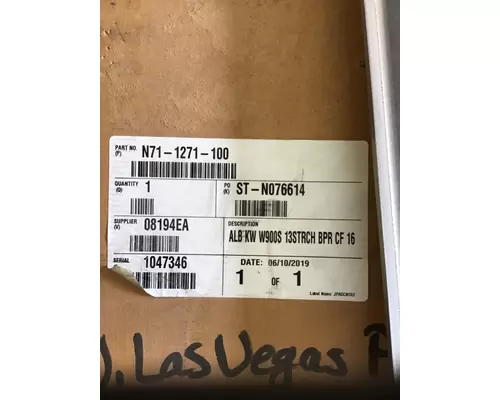 PART NO. N71-1271-100
(P)
QUANTITY 1
(Q)
PO ST-N076614
(K)
SUPPLIER 08194EA
(V)
DESCRIPTION
ALB KW W900S 13STRCH BPR CF 16
SERIAL 1047346
DATE: 06/10/2019
1 OF 1
Las Vegas